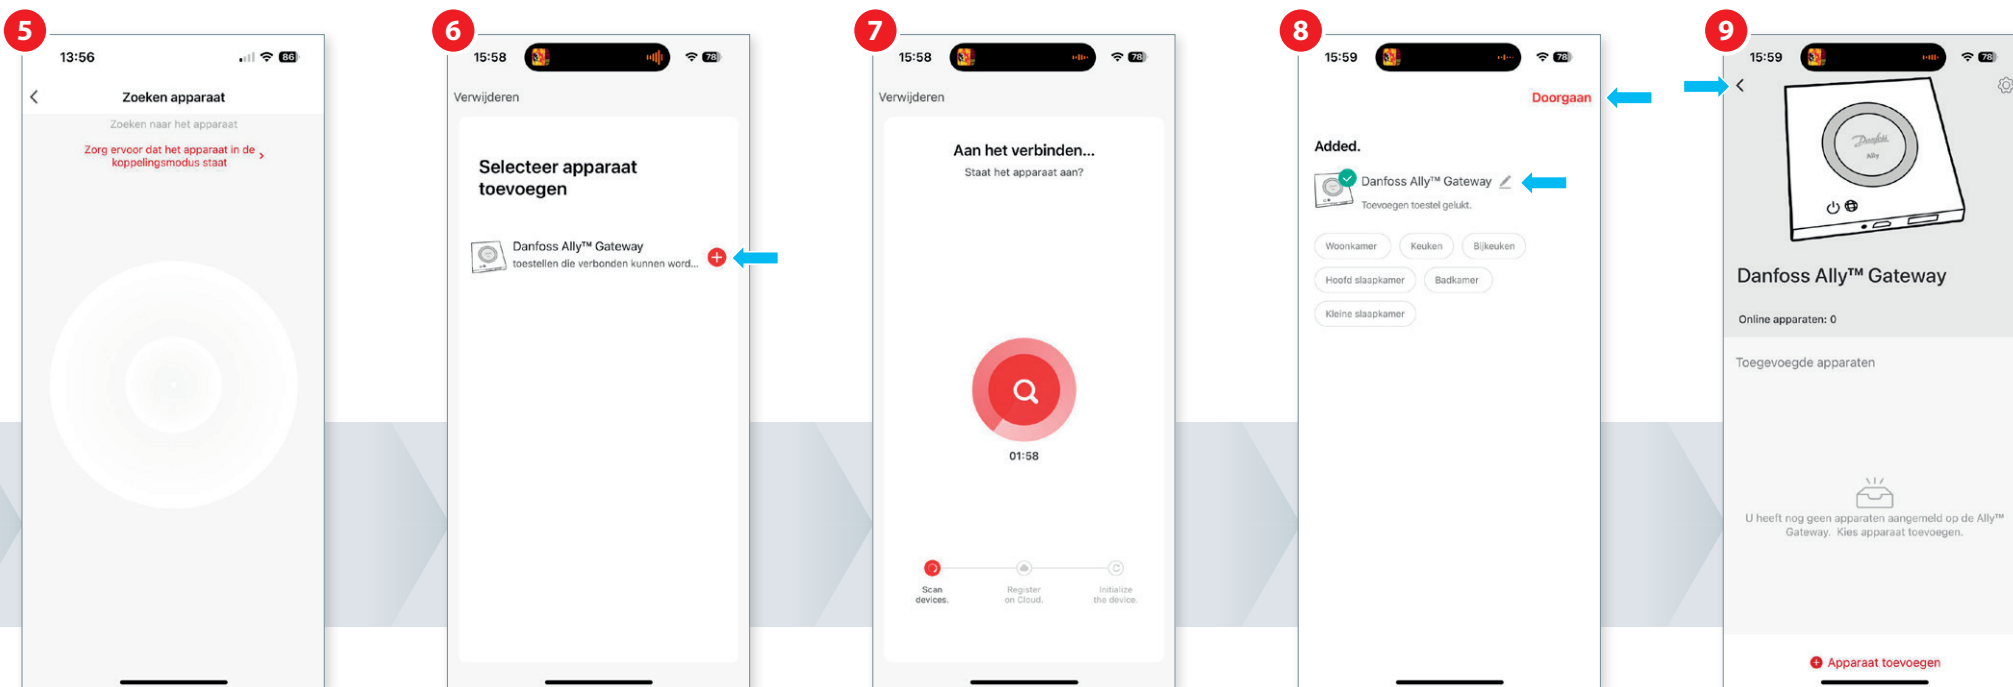 5
13:56
86
Zoeken apparaat
Zoeken naar het apparaat
Zorg ervoor dat het apparaat in de
koppelingsmodus staat
6
15:58
78
Verwijderen
Selecteer apparaat
toevoegen
Danfoss Ally™ Gateway
toestellen die verbonden kunnen word...
7
15:58
78
Verwijderen
Aan het verbinden...
Staat het apparaat aan?
01:58
Scan
devices.
Register
on Cloud.
Initialize
the device.
8
15:59
78
Doorgaan
Added.
Danfoss Ally™ Gateway
Toevoegen toestel gelukt.
Woonkamer
Keuken
Bijkeuken
Hoofd slaapkamer
Badkamer
Kleine slaapkamer
9
15:59
78
Danfoss
Ally
Danfoss Ally™ Gateway
Online apparaten: 0
Toegevoegde apparaten
U heeft nog geen apparaten aangemeld op de Ally™
Gateway. Kies apparaat toevoegen.
Apparaat toevoegen